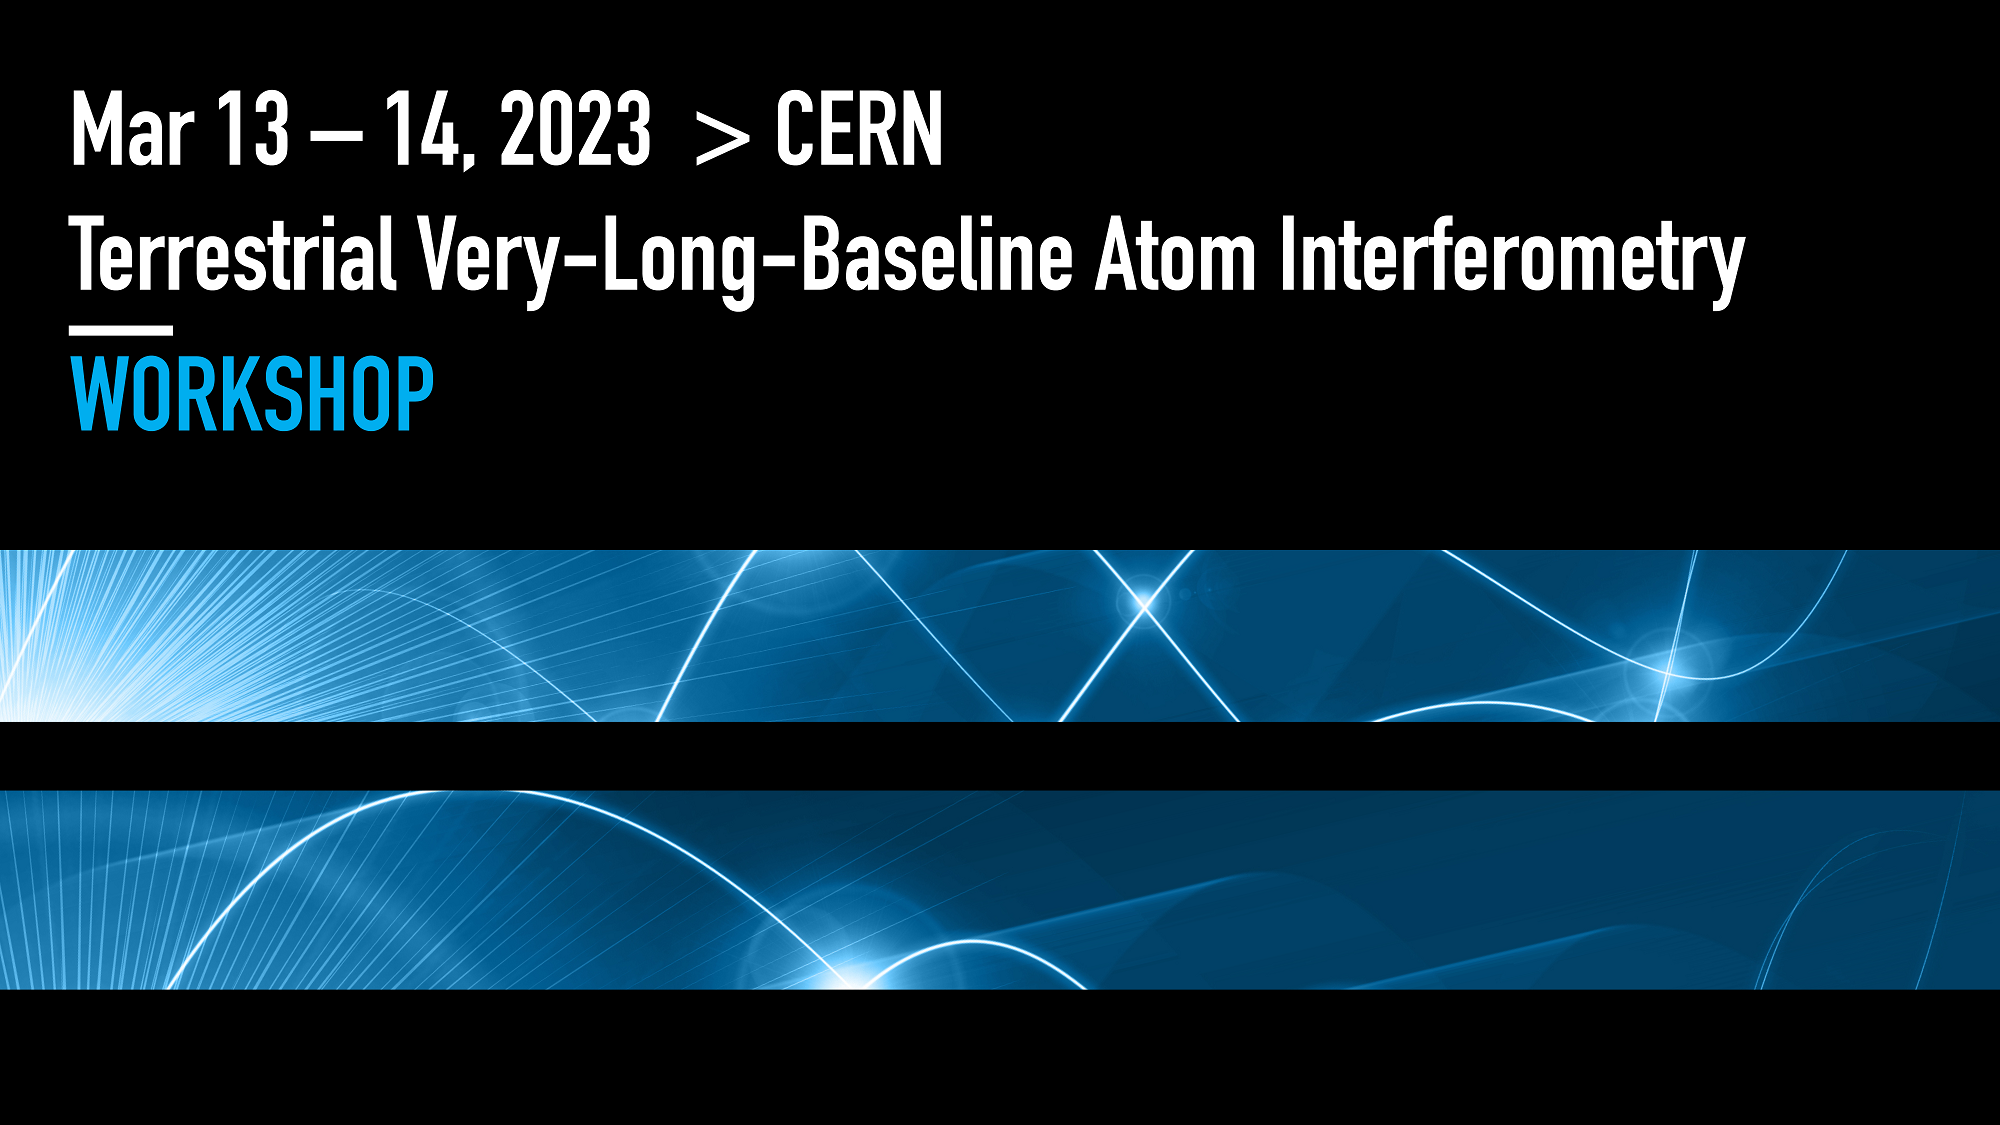 Mar 13 – 14, 2023 > CERN
Terrestrial Very-Long-Baseline Atom Interferometry
WORKSHOP